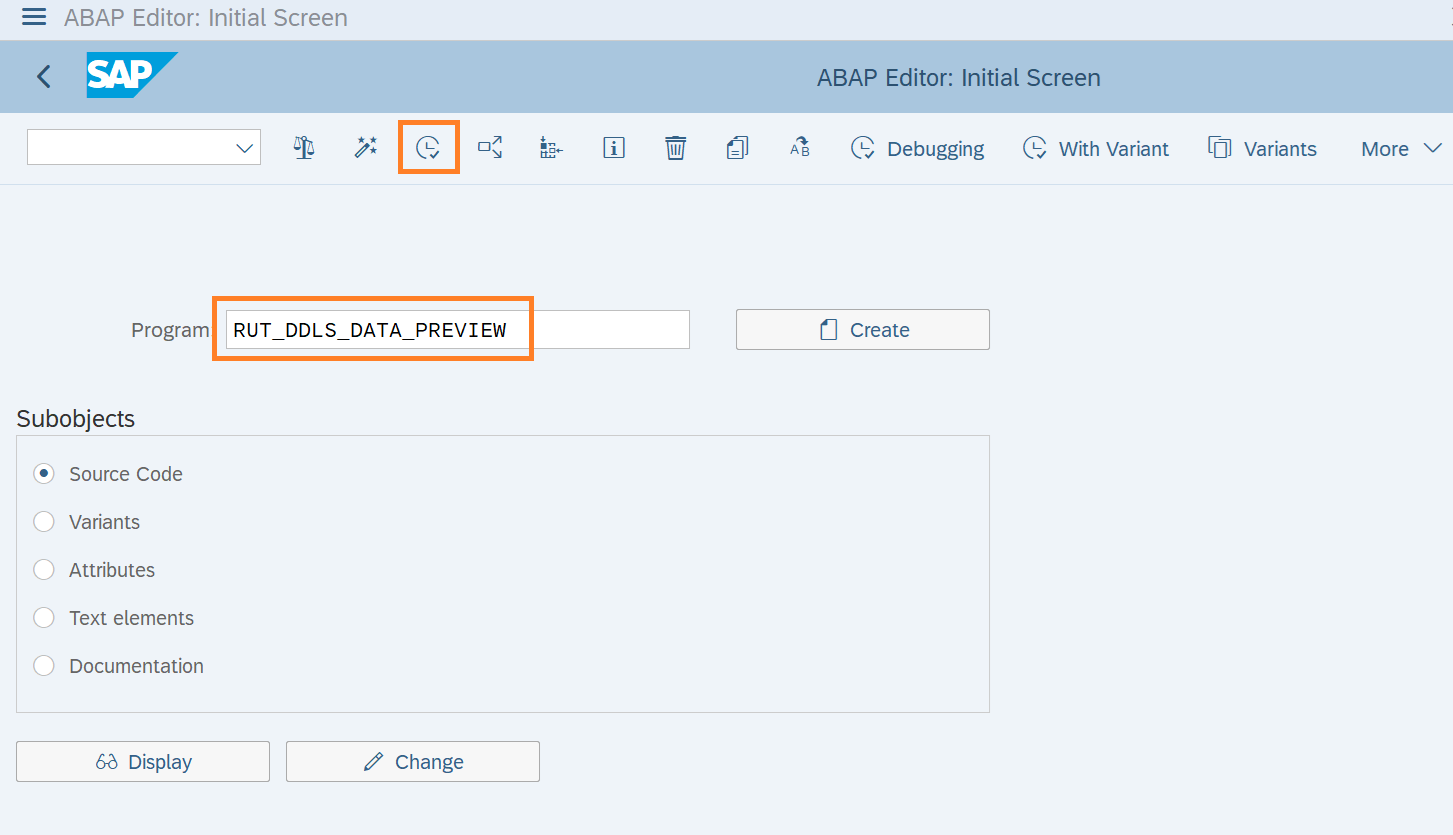 ABAP Editor: Initial Screen
SAP
ABAP Editor: Initial Screen
Debugging
With Variant
Variants
More
Program
RUT_DDLS_DATA_PREVIEW
Create
Subobjects
Source Code
Variants
Attributes
Text elements
Documentation
Display
Change